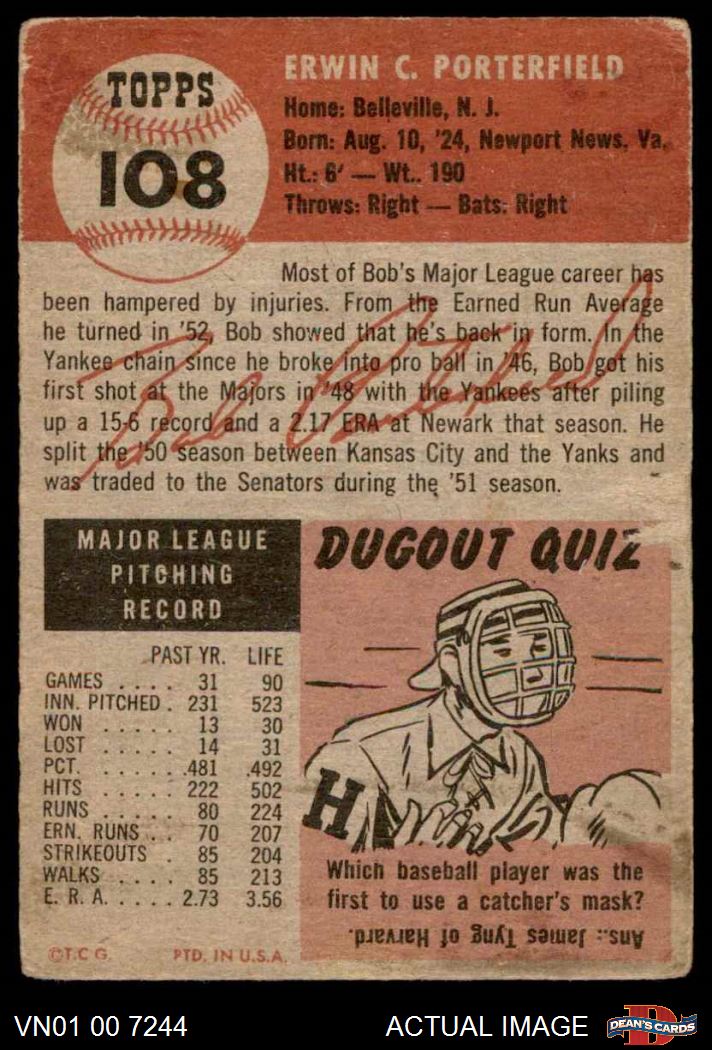 TOPPS
108
ERWIN C. PORTERFIELD
Home: Belleville, N. J.
Born: Aug. 10, '24, Newport News, Va.
Ht.: 6' — Wt.. 190
Throws: Right — Bats: Right
Most of Bob's Major League career has
been hampered by injuries. From the Earned Run Average
he turned in '52, Bob showed that he's back in form. In the
Yankee chain since he broke into pro ball in '46, Bob got his
first shot at the Majors in '48 with the Yankees after piling
up a 15-6 record and a 2.17 ERA at Newark that season. He
split the '50 season between Kansas City and the Yanks and
was traded to the Senators during the '51 season.
Bob Porterfield
MAJOR LEAGUE
PITCHING
RECORD
PAST YR. LIFE
GAMES . . . . 31 90
INN. PITCHED . 231 523
WON . . . . . 13 30
LOST . . . . . 14 31
PCT. . . . . . .481 .492
HITS . . . . . 222 502
RUNS . . . . . 80 224
ERN. RUNS . . 70 207
STRIKEOUTS . 85 204
WALKS . . . . 85 213
E. R. A. . . . . 2.73 3.56
©T.C.G. PTD. IN U.S.A.
DUGOUT QUIZ
H
Which baseball player was the
first to use a catcher's mask?
Ans.: James Tyng of Harvard.
VN01 00 7244 ACTUAL IMAGE
D
DEAN'S CARDS